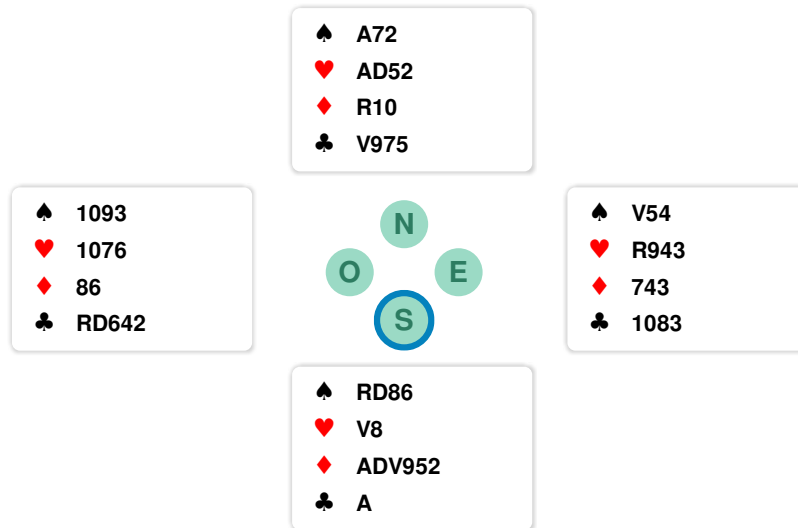 ♠ A72
♥ AD52
♦ R10
♣ V975
♠ 1093
♥ 1076
♦ 86
♣ RD642
N
O E
S
♠ V54
♥ R943
♦ 743
♣ 1083
♠ RD86
♥ V8
♦ ADV952
♣ A